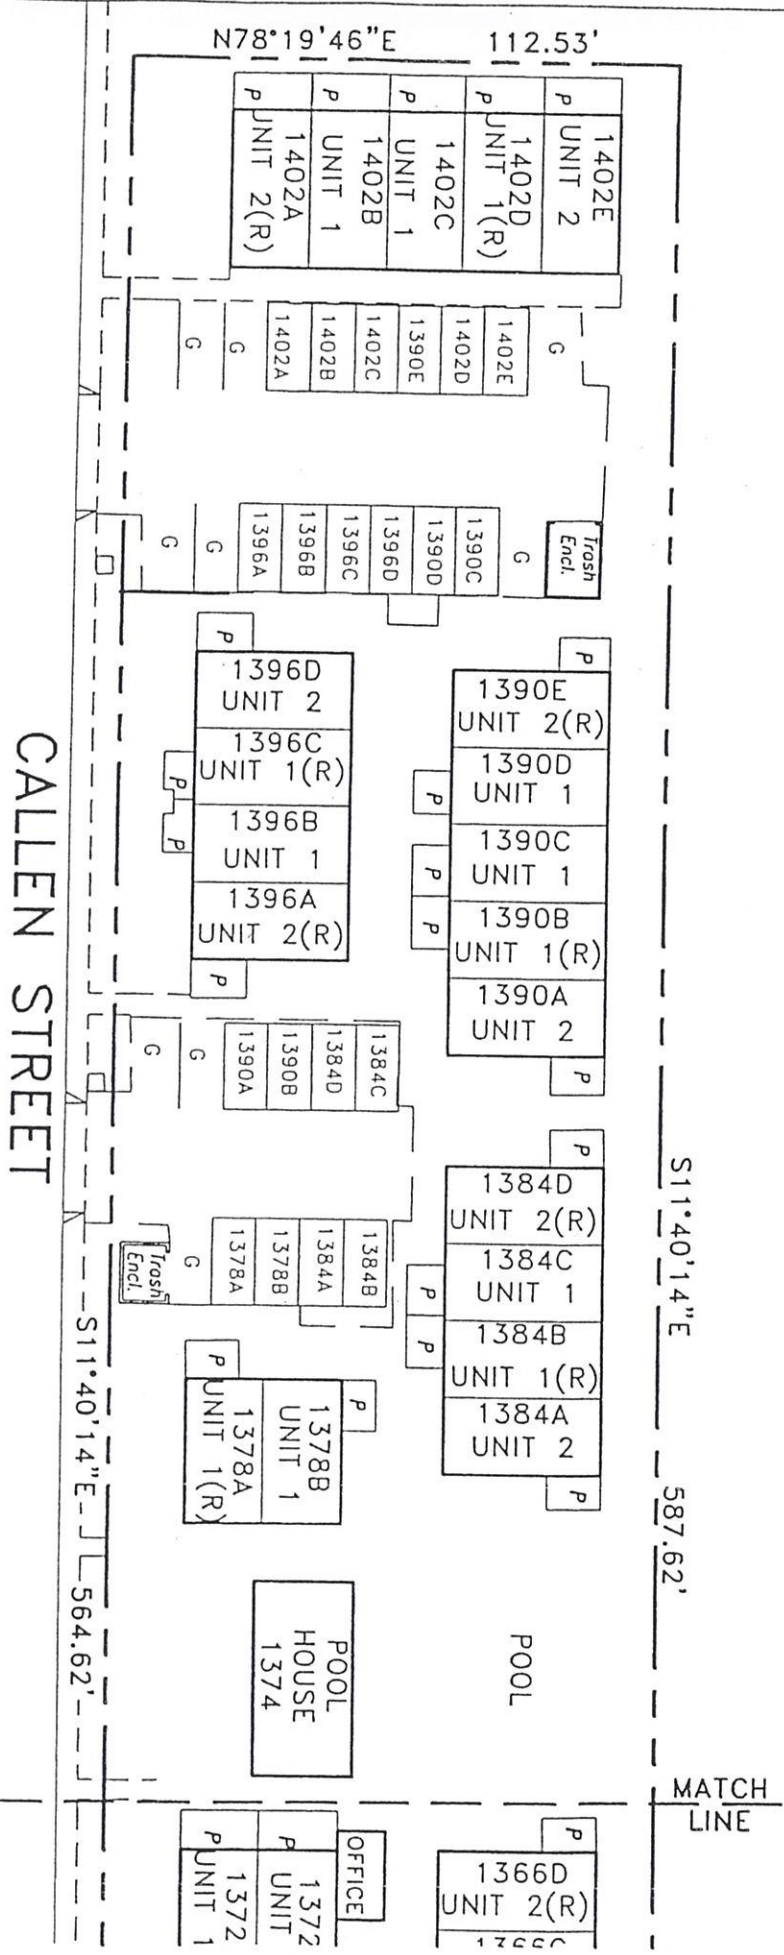 N78°19'46"E 112.53'
P
P
P
P
P
1402A
UNIT 2(R)
1402B
UNIT 1
1402C
UNIT 1
1402D
UNIT 1(R)
1402E
UNIT 2
G
G
1402A
1402B
1402C
1390E
1402D
1402E
G
G
G
1396A
1396B
1396C
1396D
1390D
1390C
G
Trash
Encl.
P
1396D
UNIT 2
1396C
UNIT 1(R)
1396B
UNIT 1
1396A
UNIT 2(R)
P
P
P
P
1390E
UNIT 2(R)
1390D
UNIT 1
1390C
UNIT 1
1390B
UNIT 1(R)
1390A
UNIT 2
P
P
P
P
CALLEN STREET
G
G
1390A
1390B
1384D
1384C
Trash
Encl.
G
1378A
1378B
1384A
1384B
P
1384D
UNIT 2(R)
1384C
UNIT 1
1384B
UNIT 1(R)
1384A
UNIT 2
P
P
P
S11°40'14"E
587.62'
P
P
1378A
UNIT 1(R)
1378B
UNIT 1
S11°40'14"E
564.62'
POOL
HOUSE
1374
POOL
MATCH
LINE
P
P
1372
UNIT 1
1372
UNIT
OFFICE
P
1366D
UNIT 2(R)